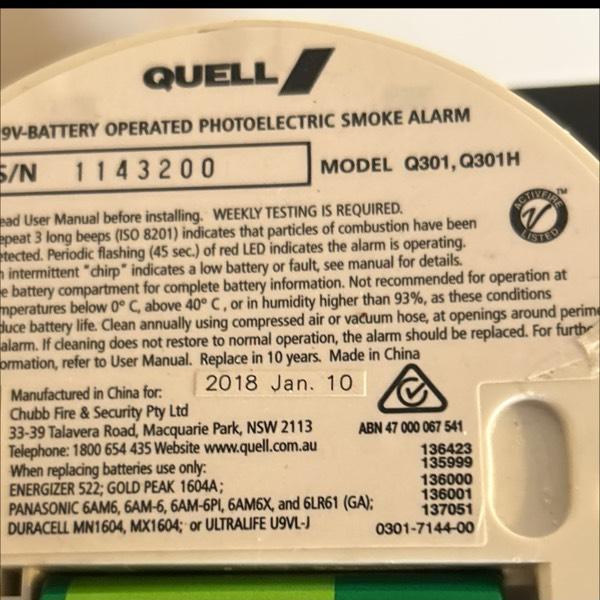 QUELL
9V-BATTERY OPERATED PHOTOELECTRIC SMOKE ALARM
S/N 1143200 MODEL Q301, Q301H
ACTIVFIRE LISTED TM
ead User Manual before installing. WEEKLY TESTING IS REQUIRED.
epeat 3 long beeps (ISO 8201) indicates that particles of combustion have been
etected. Periodic flashing (45 sec.) of red LED indicates the alarm is operating.
n intermittent "chirp" indicates a low battery or fault, see manual for details.
e battery compartment for complete battery information. Not recommended for operation at
mperatures below 0° C, above 40° C, or in humidity higher than 93%, as these conditions
duce battery life. Clean annually using compressed air or vacuum hose, at openings around perime
alarm. If cleaning does not restore to normal operation, the alarm should be replaced. For furthe
ormation, refer to User Manual. Replace in 10 years. Made in China
Manufactured in China for: 2018 Jan. 10
Chubb Fire & Security Pty Ltd
33-39 Talavera Road, Macquarie Park, NSW 2113 ABN 47 000 067 541
Telephone: 1800 654 435 Website www.quell.com.au 136423
When replacing batteries use only: 135999
ENERGIZER 522; GOLD PEAK 1604A; 136000
136001
PANASONIC 6AM6, 6AM-6, 6AM-6PI, 6AM6X, and 6LR61 (GA); 137051
DURACELL MN1604, MX1604; or ULTRALIFE U9VL-J 0301-7144-00